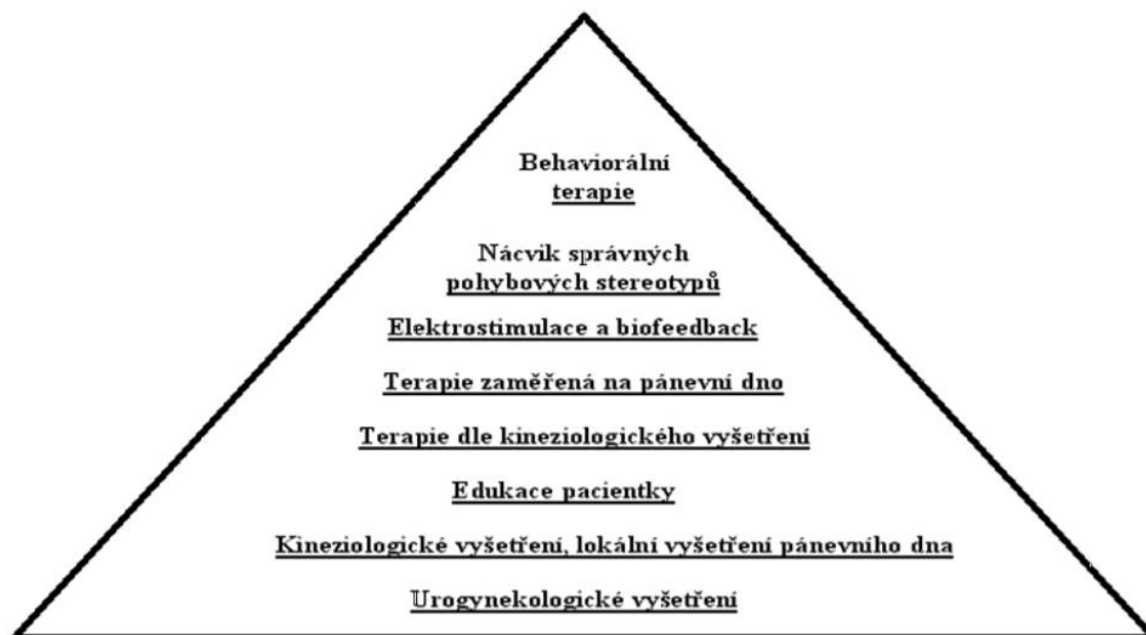 Behaviorální
terapie
Nácvik správných
pohybových stereotypů
Elektrostimulace a biofeedback
Terapie zaměřená na pánevní dno
Terapie dle kineziologického vyšetření
Edukace pacientky
Kineziologické vyšetření, lokální vyšetření pánevního dna
Urogynekologické vyšetření